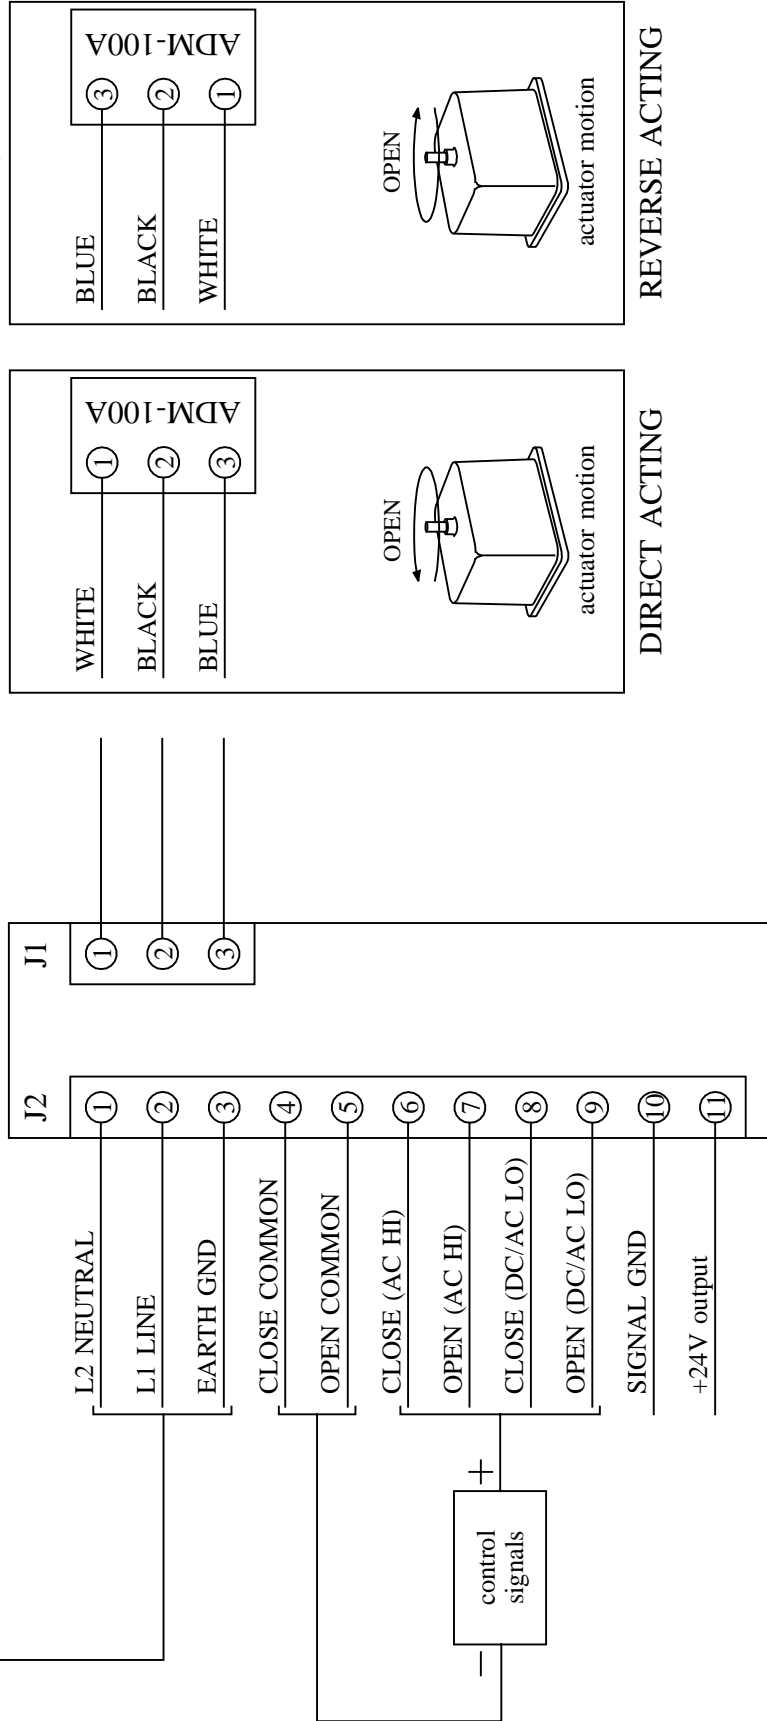 J2
1
2
3
4
5
6
7
8
9
10
11
L2 NEUTRAL
L1 LINE
EARTH GND
CLOSE COMMON
OPEN COMMON
CLOSE (AC HI)
OPEN (AC HI)
CLOSE (DC/AC LO)
OPEN (DC/AC LO)
SIGNAL GND
+24V output
−
control
signals
+
J1
1
2
3
WHITE
BLACK
BLUE
1
2
3
ADM-100A
OPEN
actuator motion
DIRECT ACTING
BLUE
BLACK
WHITE
3
2
1
ADM-100A
OPEN
actuator motion
REVERSE ACTING